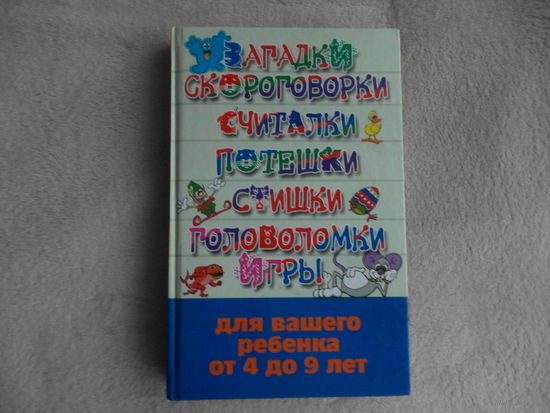 ЗАГАДКИ
СКОРОГОВОРКИ
СЧИТАЛКИ
ПОТЕШКИ
СТИШКИ
ГОЛОВОЛОМКИ
ИГРЫ
для вашего
ребенка
от 4 до 9 лет